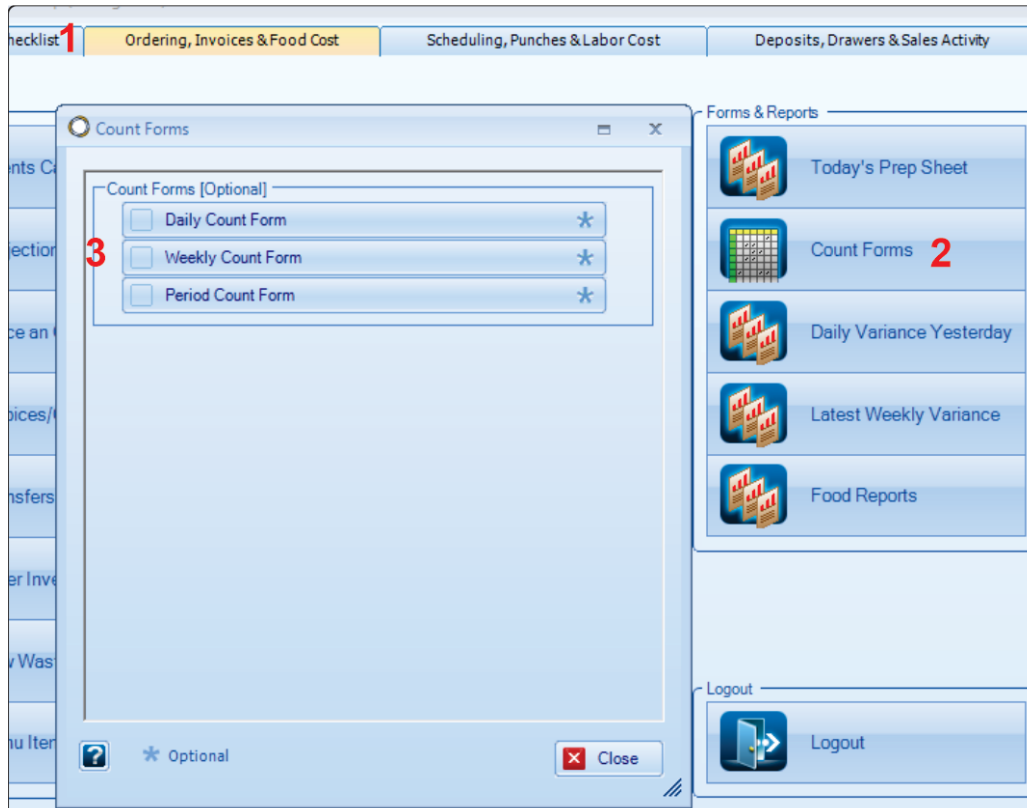 hecklist 1 Ordering, Invoices & Food Cost Scheduling, Punches & Labor Cost Deposits, Drawers & Sales Activity
Count Forms
Count Forms [Optional]
Daily Count Form *
3 Weekly Count Form *
Period Count Form *
? * Optional Close
ents Ca
jection
ce an
oices/
nsfers
er Inve
w Was
nu Iter
Forms & Reports
Today's Prep Sheet
Count Forms 2
Daily Variance Yesterday
Latest Weekly Variance
Food Reports
Logout
Logout